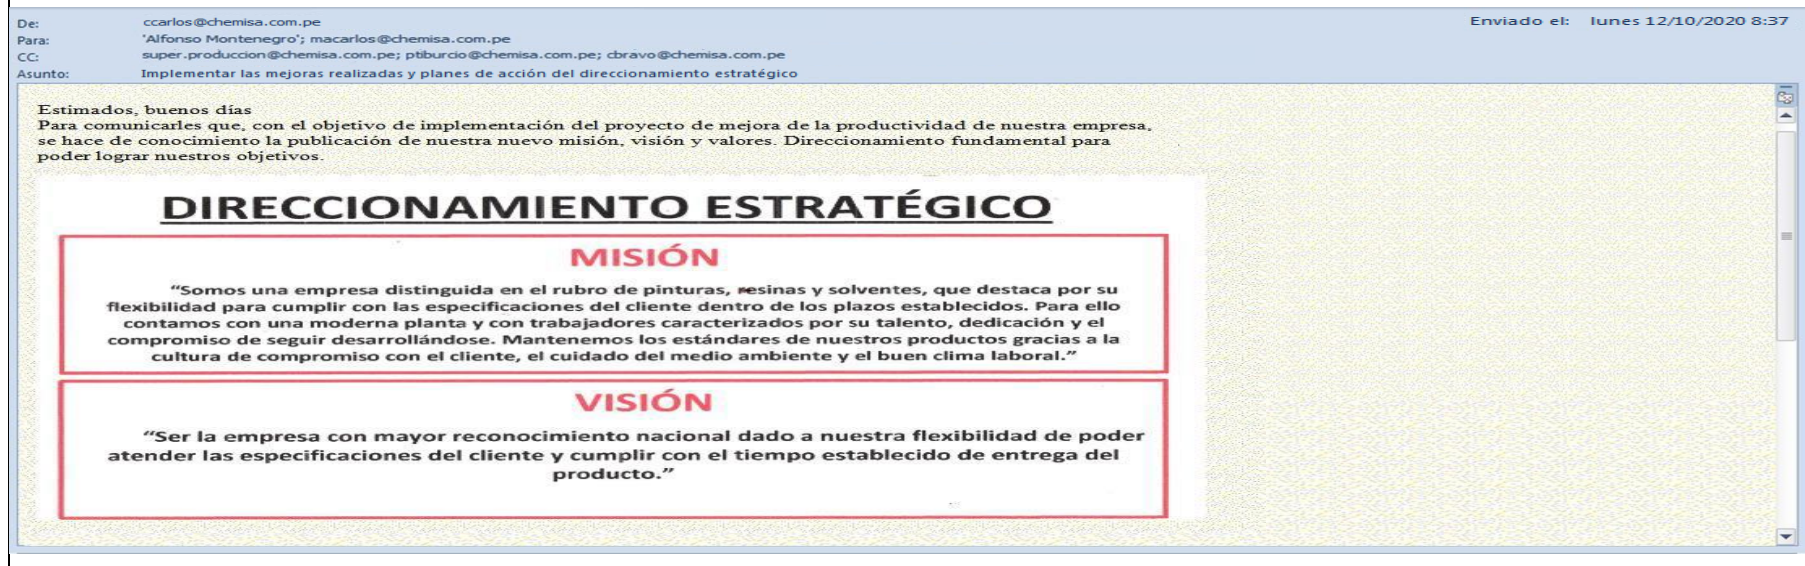 De: ccarlos@chemisa.com.pe Enviado el: lunes 12/10/2020 8:37
Para: 'Alfonso Montenegro'; macarlos@chemisa.com.pe
CC: super.produccion@chemisa.com.pe; ptiburcio@chemisa.com.pe; cbravo@chemisa.com.pe
Asunto: Implementar las mejoras realizadas y planes de acción del direccionamiento estratégico
Estimados, buenos días
Para comunicarles que, con el objetivo de implementación del proyecto de mejora de la productividad de nuestra empresa,
se hace de conocimiento la publicación de nuestra nuevo misión, visión y valores. Direccionamiento fundamental para
poder lograr nuestros objetivos.
DIRECCIONAMIENTO ESTRATÉGICO
MISIÓN
“Somos una empresa distinguida en el rubro de pinturas, resinas y solventes, que destaca por su
flexibilidad para cumplir con las especificaciones del cliente dentro de los plazos establecidos. Para ello
contamos con una moderna planta y con trabajadores caracterizados por su talento, dedicación y el
compromiso de seguir desarrollándose. Mantenemos los estándares de nuestros productos gracias a la
cultura de compromiso con el cliente, el cuidado del medio ambiente y el buen clima laboral.”
VISIÓN
“Ser la empresa con mayor reconocimiento nacional dado a nuestra flexibilidad de poder
atender las especificaciones del cliente y cumplir con el tiempo establecido de entrega del
producto.”